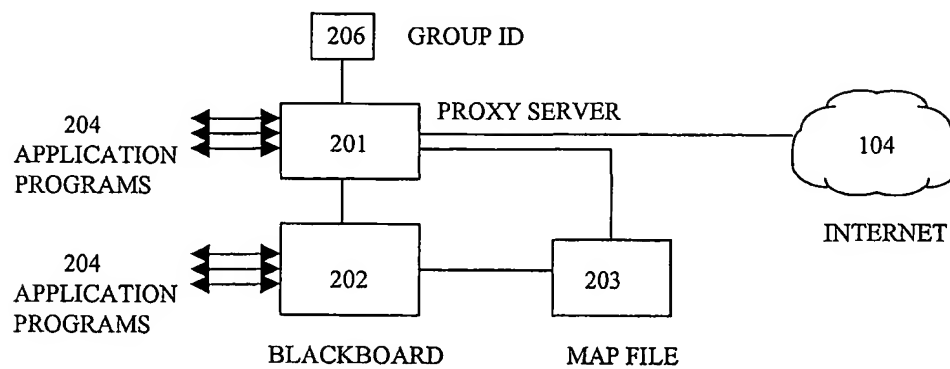 206 GROUP ID
PROXY SERVER
204
APPLICATION
PROGRAMS
201
104
INTERNET
204
APPLICATION
PROGRAMS
202
203
BLACKBOARD
MAP FILE